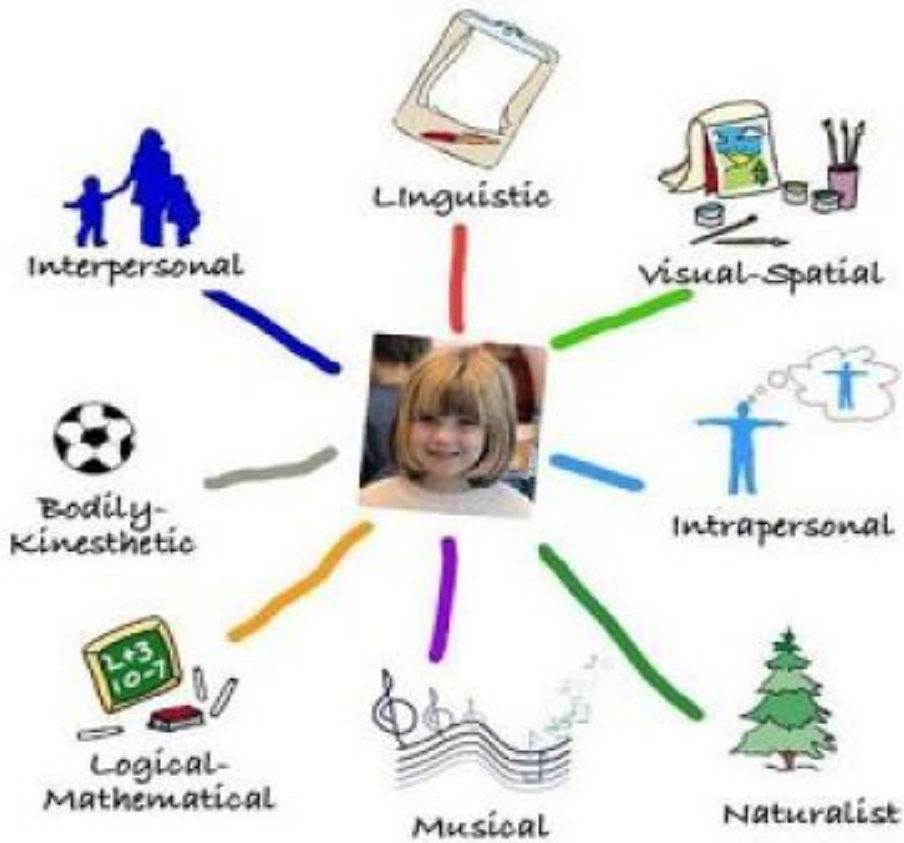 LInguistic
Interpersonal
Visual-Spatial
Bodily-
Kinesthetic
Intrapersonal
2+3
10-7
Logical-
Mathematical
Musical
Naturalist